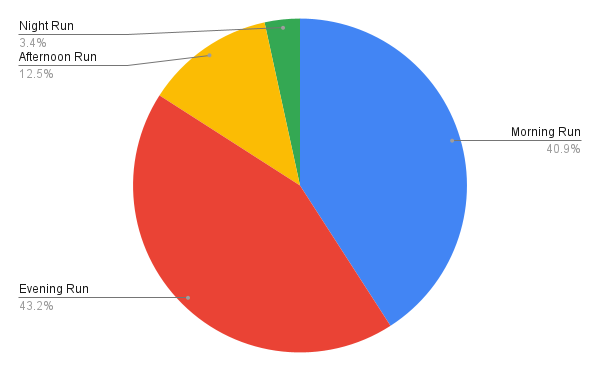 Night Run
3.4%
Afternoon Run
12.5%
Morning Run
40.9%
Evening Run
43.2%